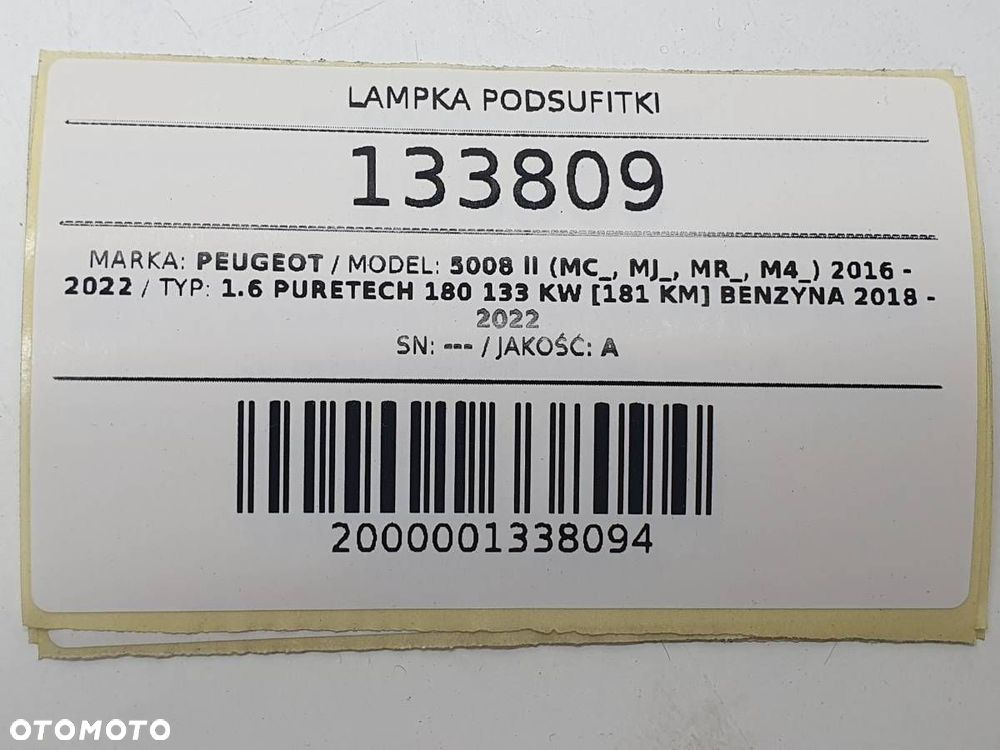 LAMPKA PODSUFITKI
133809
MARKA: PEUGEOT / MODEL: 5008 II (MC_, MJ_, MR_, M4_) 2016 -
2022 / TYP: 1.6 PURETECH 180 133 KW [181 KM] BENZYNA 2018 -
2022
SN: --- / JAKOŚĆ: A
2000001338094
OTOMOTO